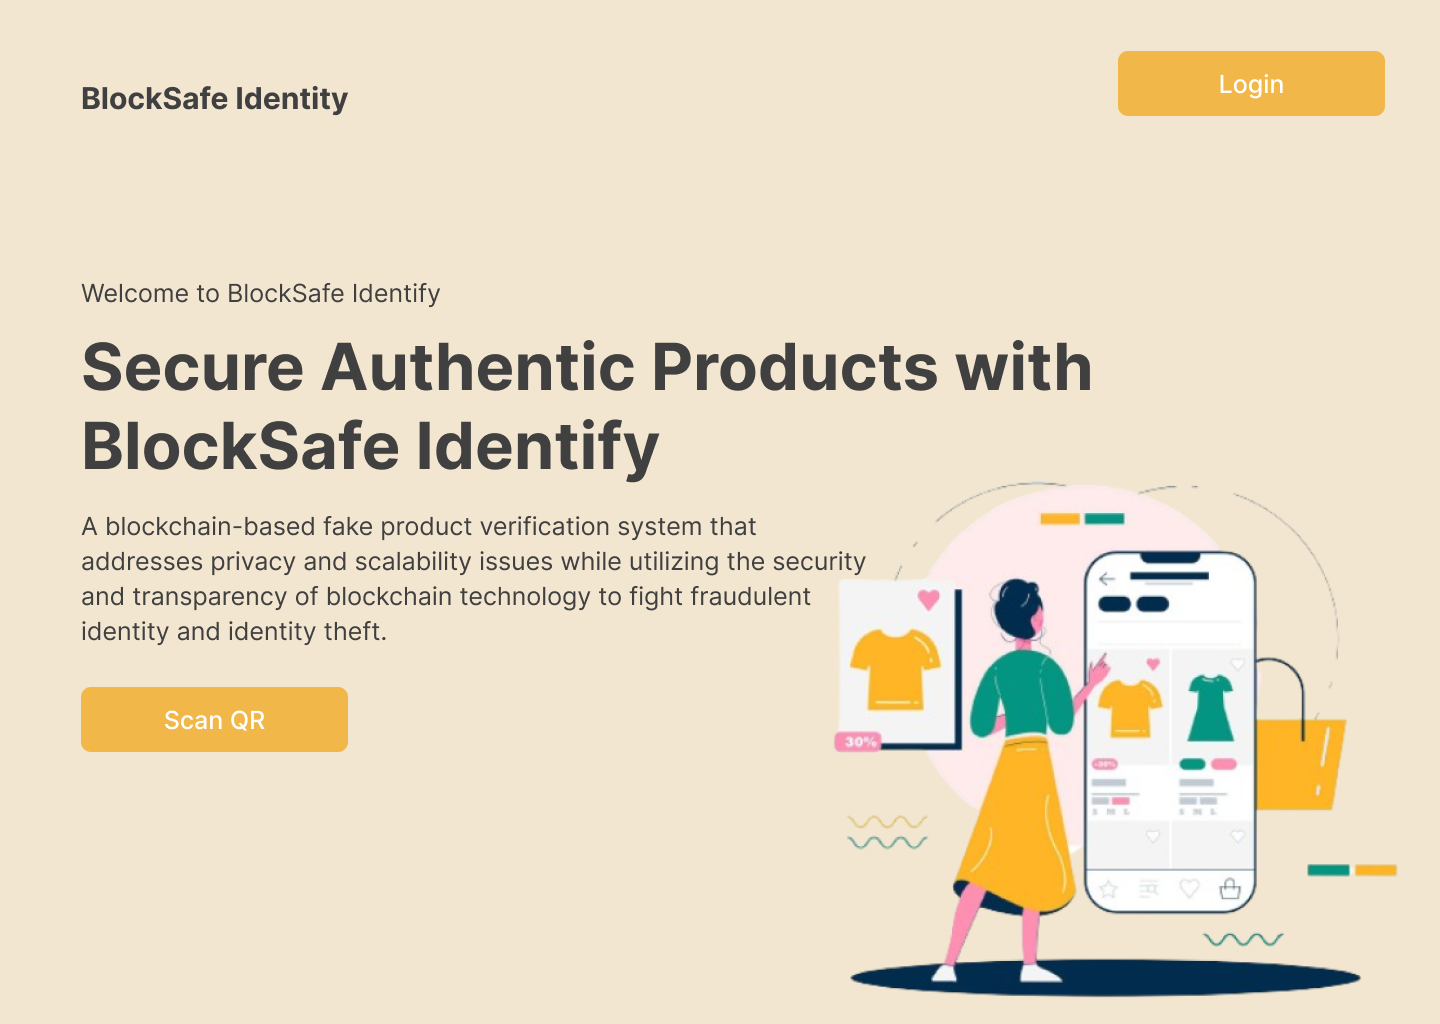 BlockSafe Identity
Login
Welcome to BlockSafe Identify
Secure Authentic Products with
BlockSafe Identify
A blockchain-based fake product verification system that
addresses privacy and scalability issues while utilizing the security
and transparency of blockchain technology to fight fraudulent
identity and identity theft.
Scan QR
30%
-30%
S M L
S M L